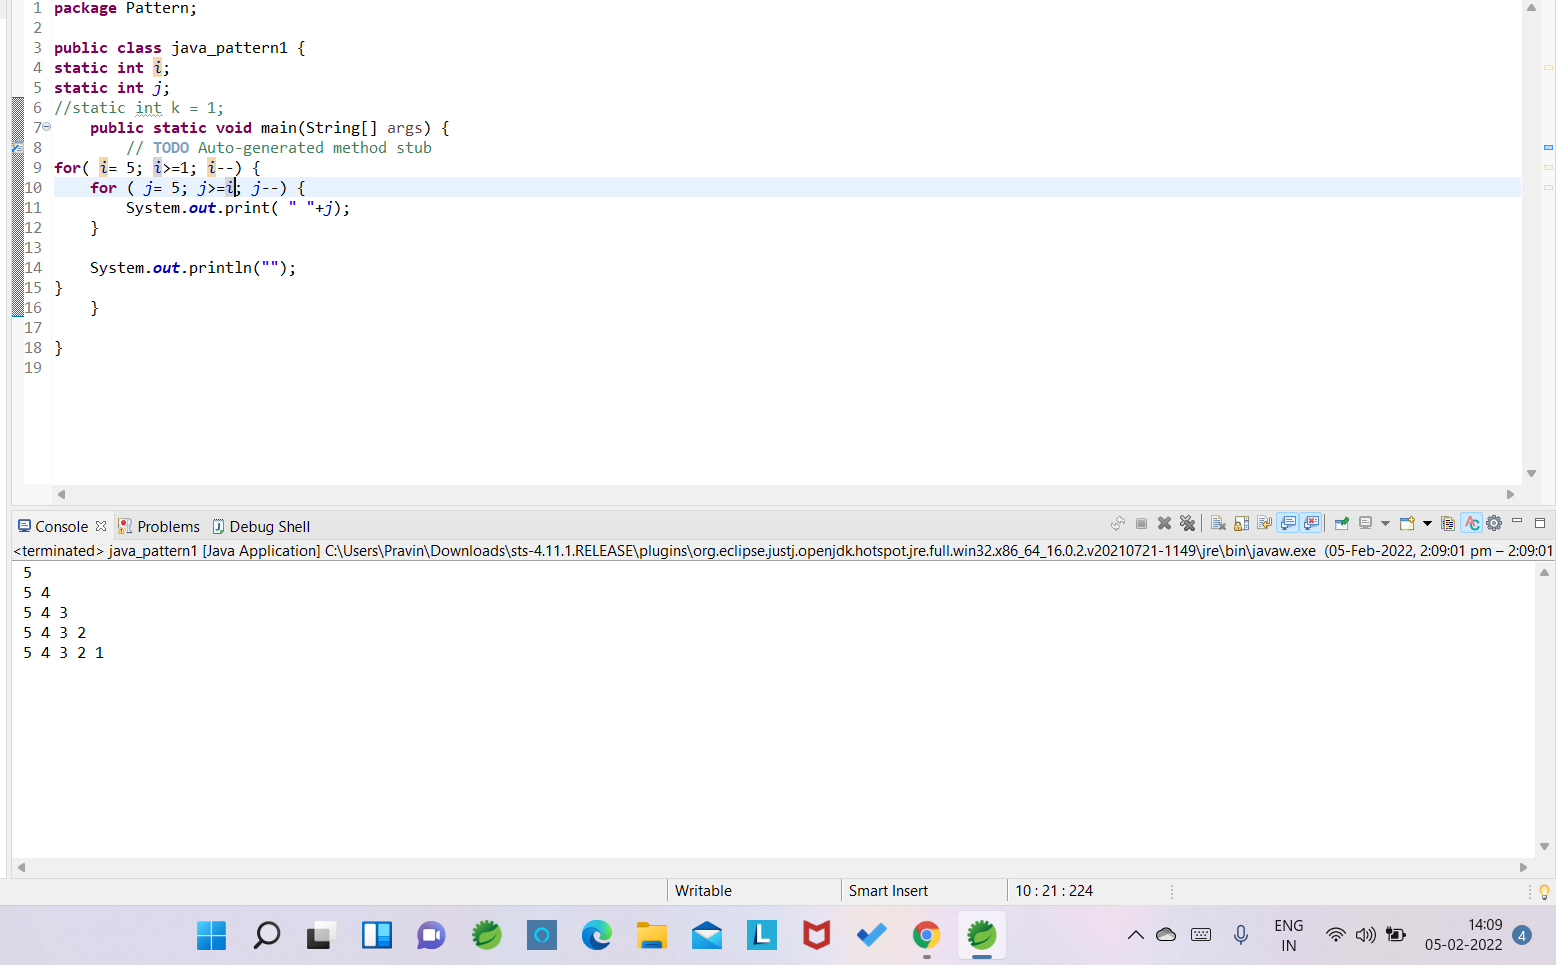 1 package Pattern;
2
3 public class java_pattern1 {
4 static int i;
5 static int j;
6 //static int k = 1;
7 public static void main(String[] args) {
8 // TODO Auto-generated method stub
9 for( i= 5; i>=1; i--) {
10 for ( j= 5; j>=i; j--) {
11 System.out.print( " "+j);
12 }
13
14 System.out.println("");
15 }
16 }
17
18 }
19
Console Problems Debug Shell
<terminated> java_pattern1 [Java Application] C:\Users\Pravin\Downloads\sts-4.11.1.RELEASE\plugins\org.eclipse.justj.openjdk.hotspot.jre.full.win32.x86_64_16.0.2.v20210721-1149\jre\bin\javaw.exe (05-Feb-2022, 2:09:01 pm – 2:09:01
5
5 4
5 4 3
5 4 3 2
5 4 3 2 1
Writable Smart Insert 10 : 21 : 224
ENG 14:09
IN 05-02-2022 4